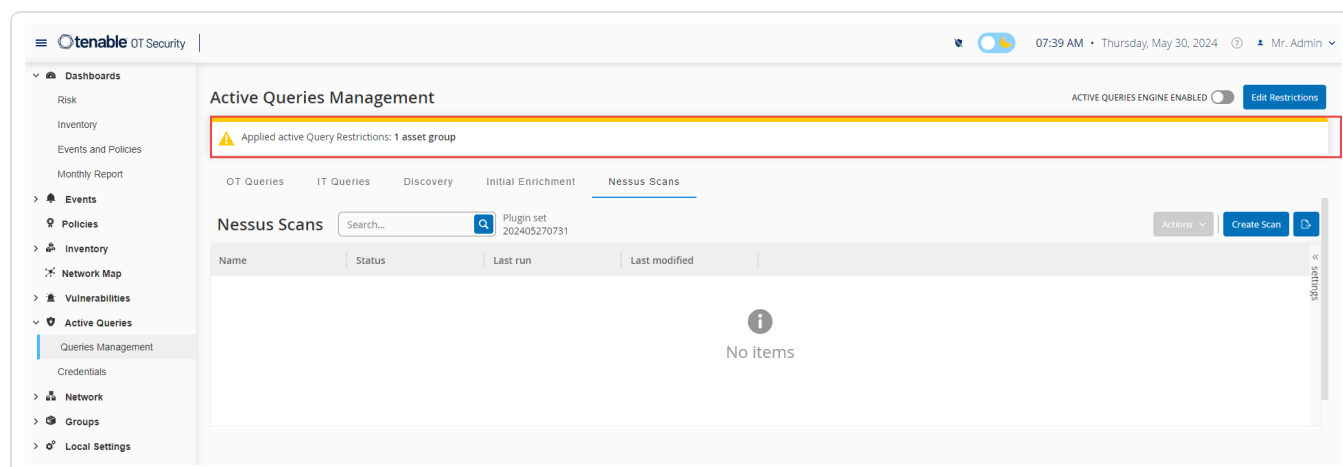 tenable OT Security
07:39 AM • Thursday, May 30, 2024 Mr. Admin
Dashboards
Risk
Inventory
Events and Policies
Monthly Report
Events
Policies
Inventory
Network Map
Vulnerabilities
Active Queries
Queries Management
Credentials
Network
Groups
Local Settings
Active Queries Management
ACTIVE QUERIES ENGINE ENABLED
Edit Restrictions
Applied active Query Restrictions: 1 asset group
OT Queries IT Queries Discovery Initial Enrichment Nessus Scans
Nessus Scans
Search...
Plugin set
202405270731
Actions
Create Scan
Name Status Last run Last modified
settings
No items